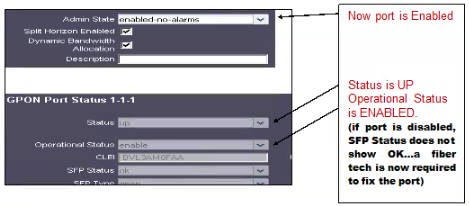 Admin State enabled-no-alarms
Split Horizon Enabled
Dynamic Bandwidth
Allocation
Description
GPON Port Status 1-1-1
Status up
Operational Status enable
CLEI BVL3AM0FAA
SFP Status ok
SFP Type
Now port is Enabled
Status is UP
Operational Status
is ENABLED.
(if port is disabled,
SFP Status does not
show OK...a fiber
tech is now required
to fix the port)